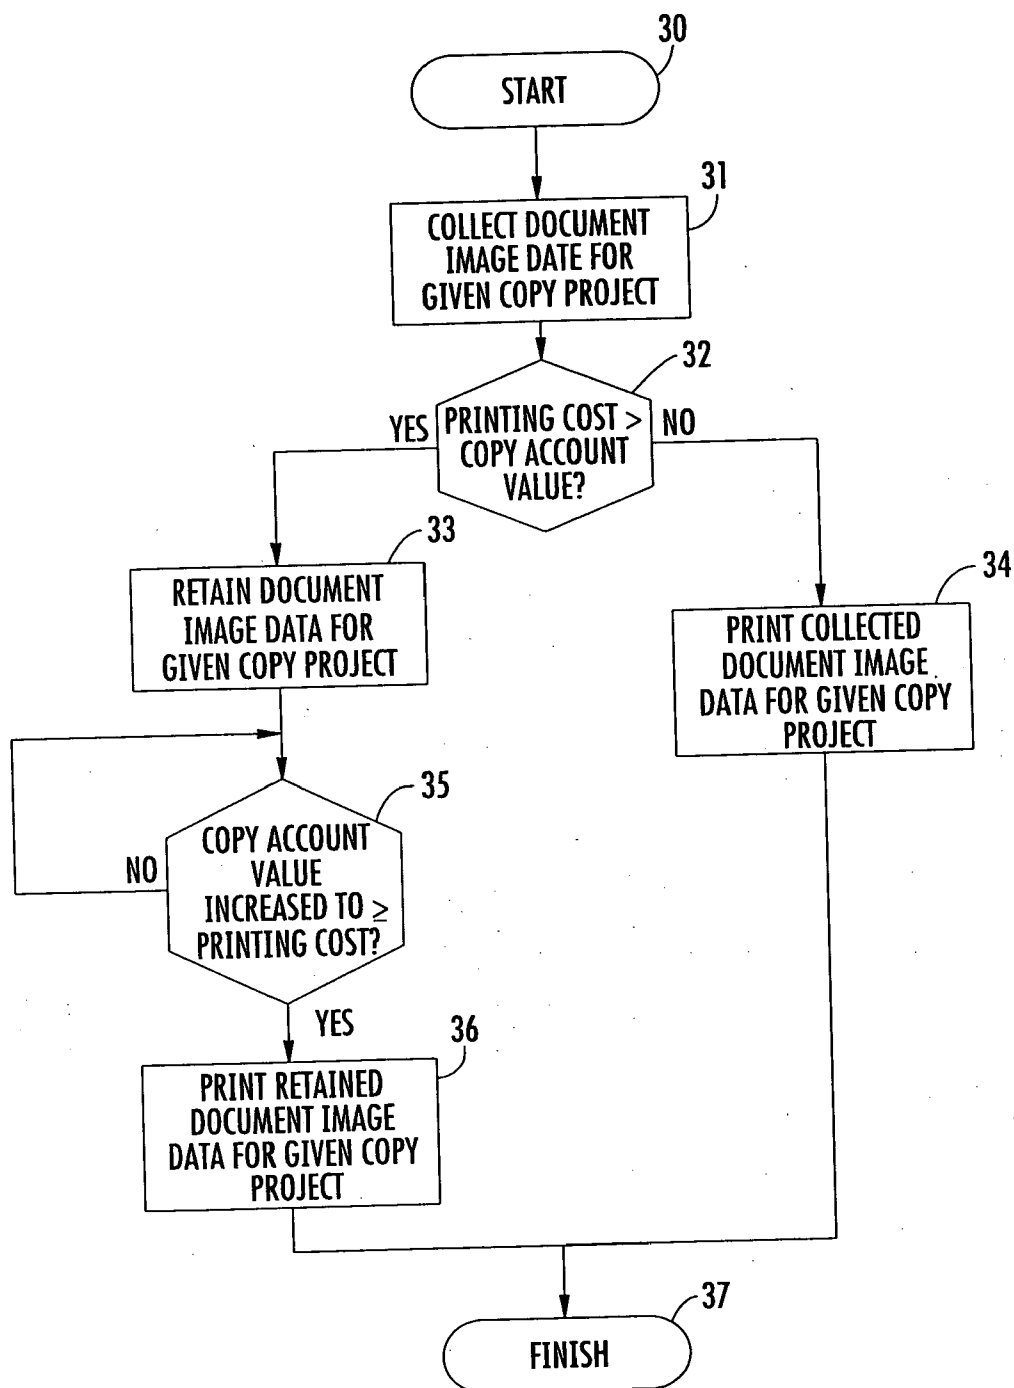 30
START
31
COLLECT DOCUMENT
IMAGE DATE FOR
GIVEN COPY PROJECT
32
YES
PRINTING COST >
COPY ACCOUNT
VALUE?
NO
33
RETAIN DOCUMENT
IMAGE DATA FOR
GIVEN COPY PROJECT
34
PRINT COLLECTED
DOCUMENT IMAGE
DATA FOR GIVEN COPY
PROJECT
35
COPY ACCOUNT
VALUE
INCREASED TO ≥
PRINTING COST?
NO
YES
36
PRINT RETAINED
DOCUMENT IMAGE
DATA FOR GIVEN COPY
PROJECT
37
FINISH